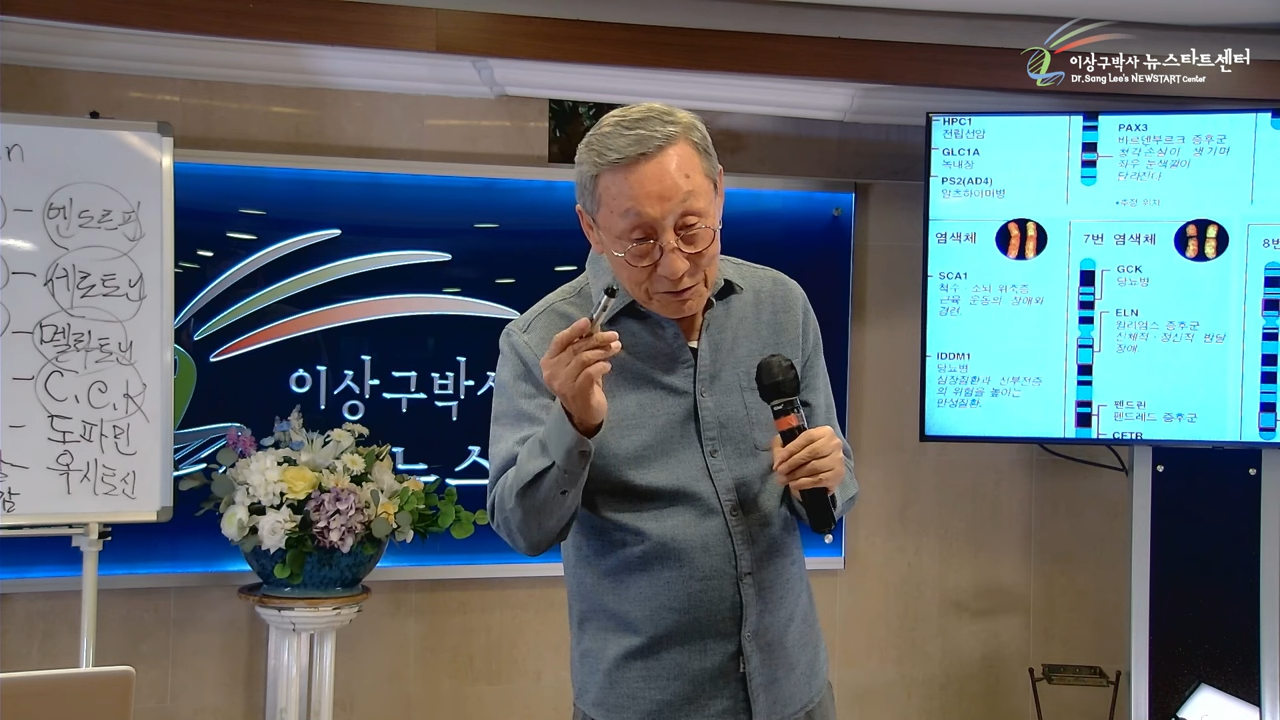 이상구박사 뉴스타트센터
Dr. Sang Lee's NEWSTART Center
n
엔도르핀
세로토닌
멜라토닌
C.C.K
도파민
옥시토신
감
이상구박사
뉴스
HPC1
전립선암
GLC1A
녹내장
PS2(AD4)
알츠하이머병
PAX3
바르덴부르크 증후군
청각손실이 생기며
좌우 눈색깔이
달라진다.
*추정 위치
염색체
7번 염색체
8번
SCA1
척수·소뇌 위축증
근육 운동의 장애와
경련.
IDDM1
당뇨병
심장질환과 신부전증
의 위험을 높이는
만성질환.
GCK
당뇨병
ELN
윌리엄스 증후군
신체적·정신적 발달
장애.
펜드린
펜드레드 증후군
CFTR